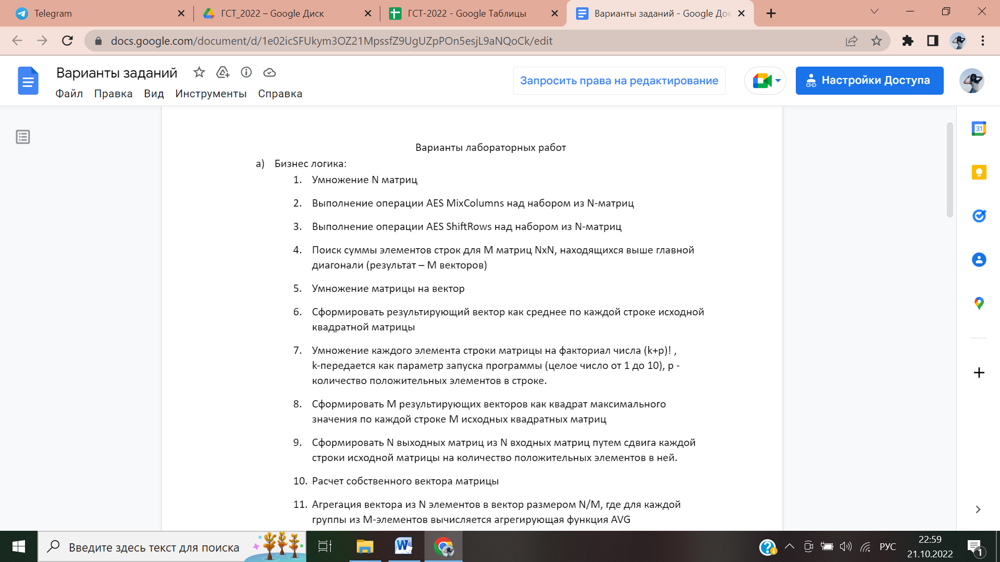 Telegram
ГСТ_2022 – Google Диск
ГСТ-2022 - Google Таблицы
Варианты заданий - Google Док
docs.google.com/document/d/1e02icSFUkym3OZ21MpssfZ9UgUZpPOn5esjL9aNQoCk/edit
Варианты заданий
Файл Правка Вид Инструменты Справка
Запросить права на редактирование
Настройки Доступа
31
Варианты лабораторных работ
a) Бизнес логика:
1. Умножение N матриц
2. Выполнение операции AES MixColumns над набором из N-матриц
3. Выполнение операции AES ShiftRows над набором из N-матриц
4. Поиск суммы элементов строк для M матриц NxN, находящихся выше главной
диагонали (результат – M векторов)
5. Умножение матрицы на вектор
6. Сформировать результирующий вектор как среднее по каждой строке исходной
квадратной матрицы
7. Умножение каждого элемента строки матрицы на факториал числа (k+p)! ,
k-передается как параметр запуска программы (целое число от 1 до 10), p -
количество положительных элементов в строке.
8. Сформировать M результирующих векторов как квадрат максимального
значения по каждой строке M исходных квадратных матриц
9. Сформировать N выходных матриц из N входных матриц путем сдвига каждой
строки исходной матрицы на количество положительных элементов в ней.
10. Расчет собственного вектора матрицы
11. Агрегация вектора из N элементов в вектор размером N/M, где для каждой
группы из M-элементов вычисляется агрегирующая функция AVG
Введите здесь текст для поиска
W
РУС
22:59
21.10.2022
1